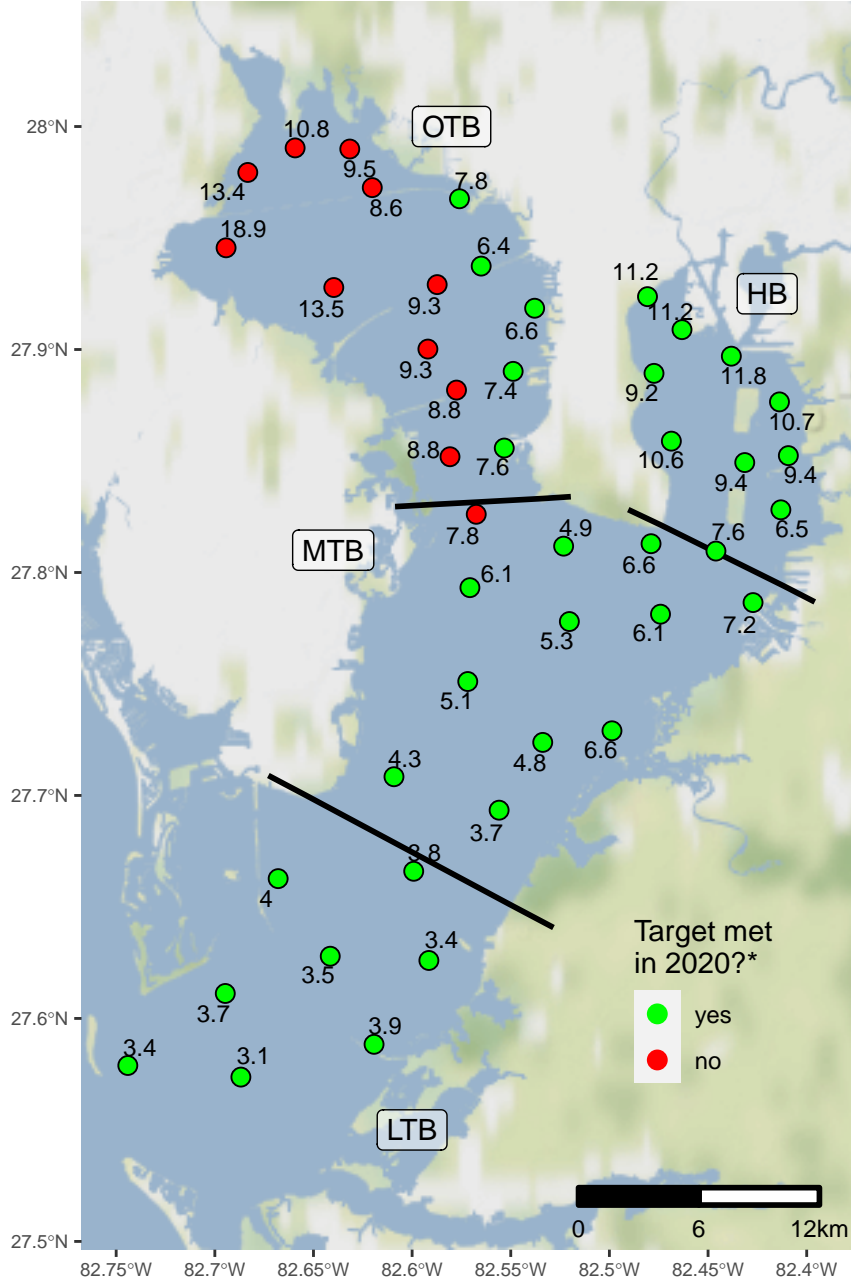 28°N
10.8
OTB
9.5
13.4
8.6
7.8
18.9
6.4
11.2
HB
13.5
9.3
6.6
11.2
27.9°N
9.3
7.4
9.2
11.8
8.8
10.7
8.8
7.6
10.6
9.4
9.4
7.8
4.9
7.6
6.5
MTB
6.6
27.8°N
6.1
5.3
6.1
7.2
5.1
4.3
4.8
6.6
27.7°N
3.7
3.8
4
3.4
Target met
in 2020?*
3.5
3.7
yes
27.6°N
3.9
3.4
3.1
no
LTB
0
6
12km
27.5°N
82.75°W
82.7°W
82.65°W
82.6°W
82.55°W
82.5°W
82.45°W
82.4°W